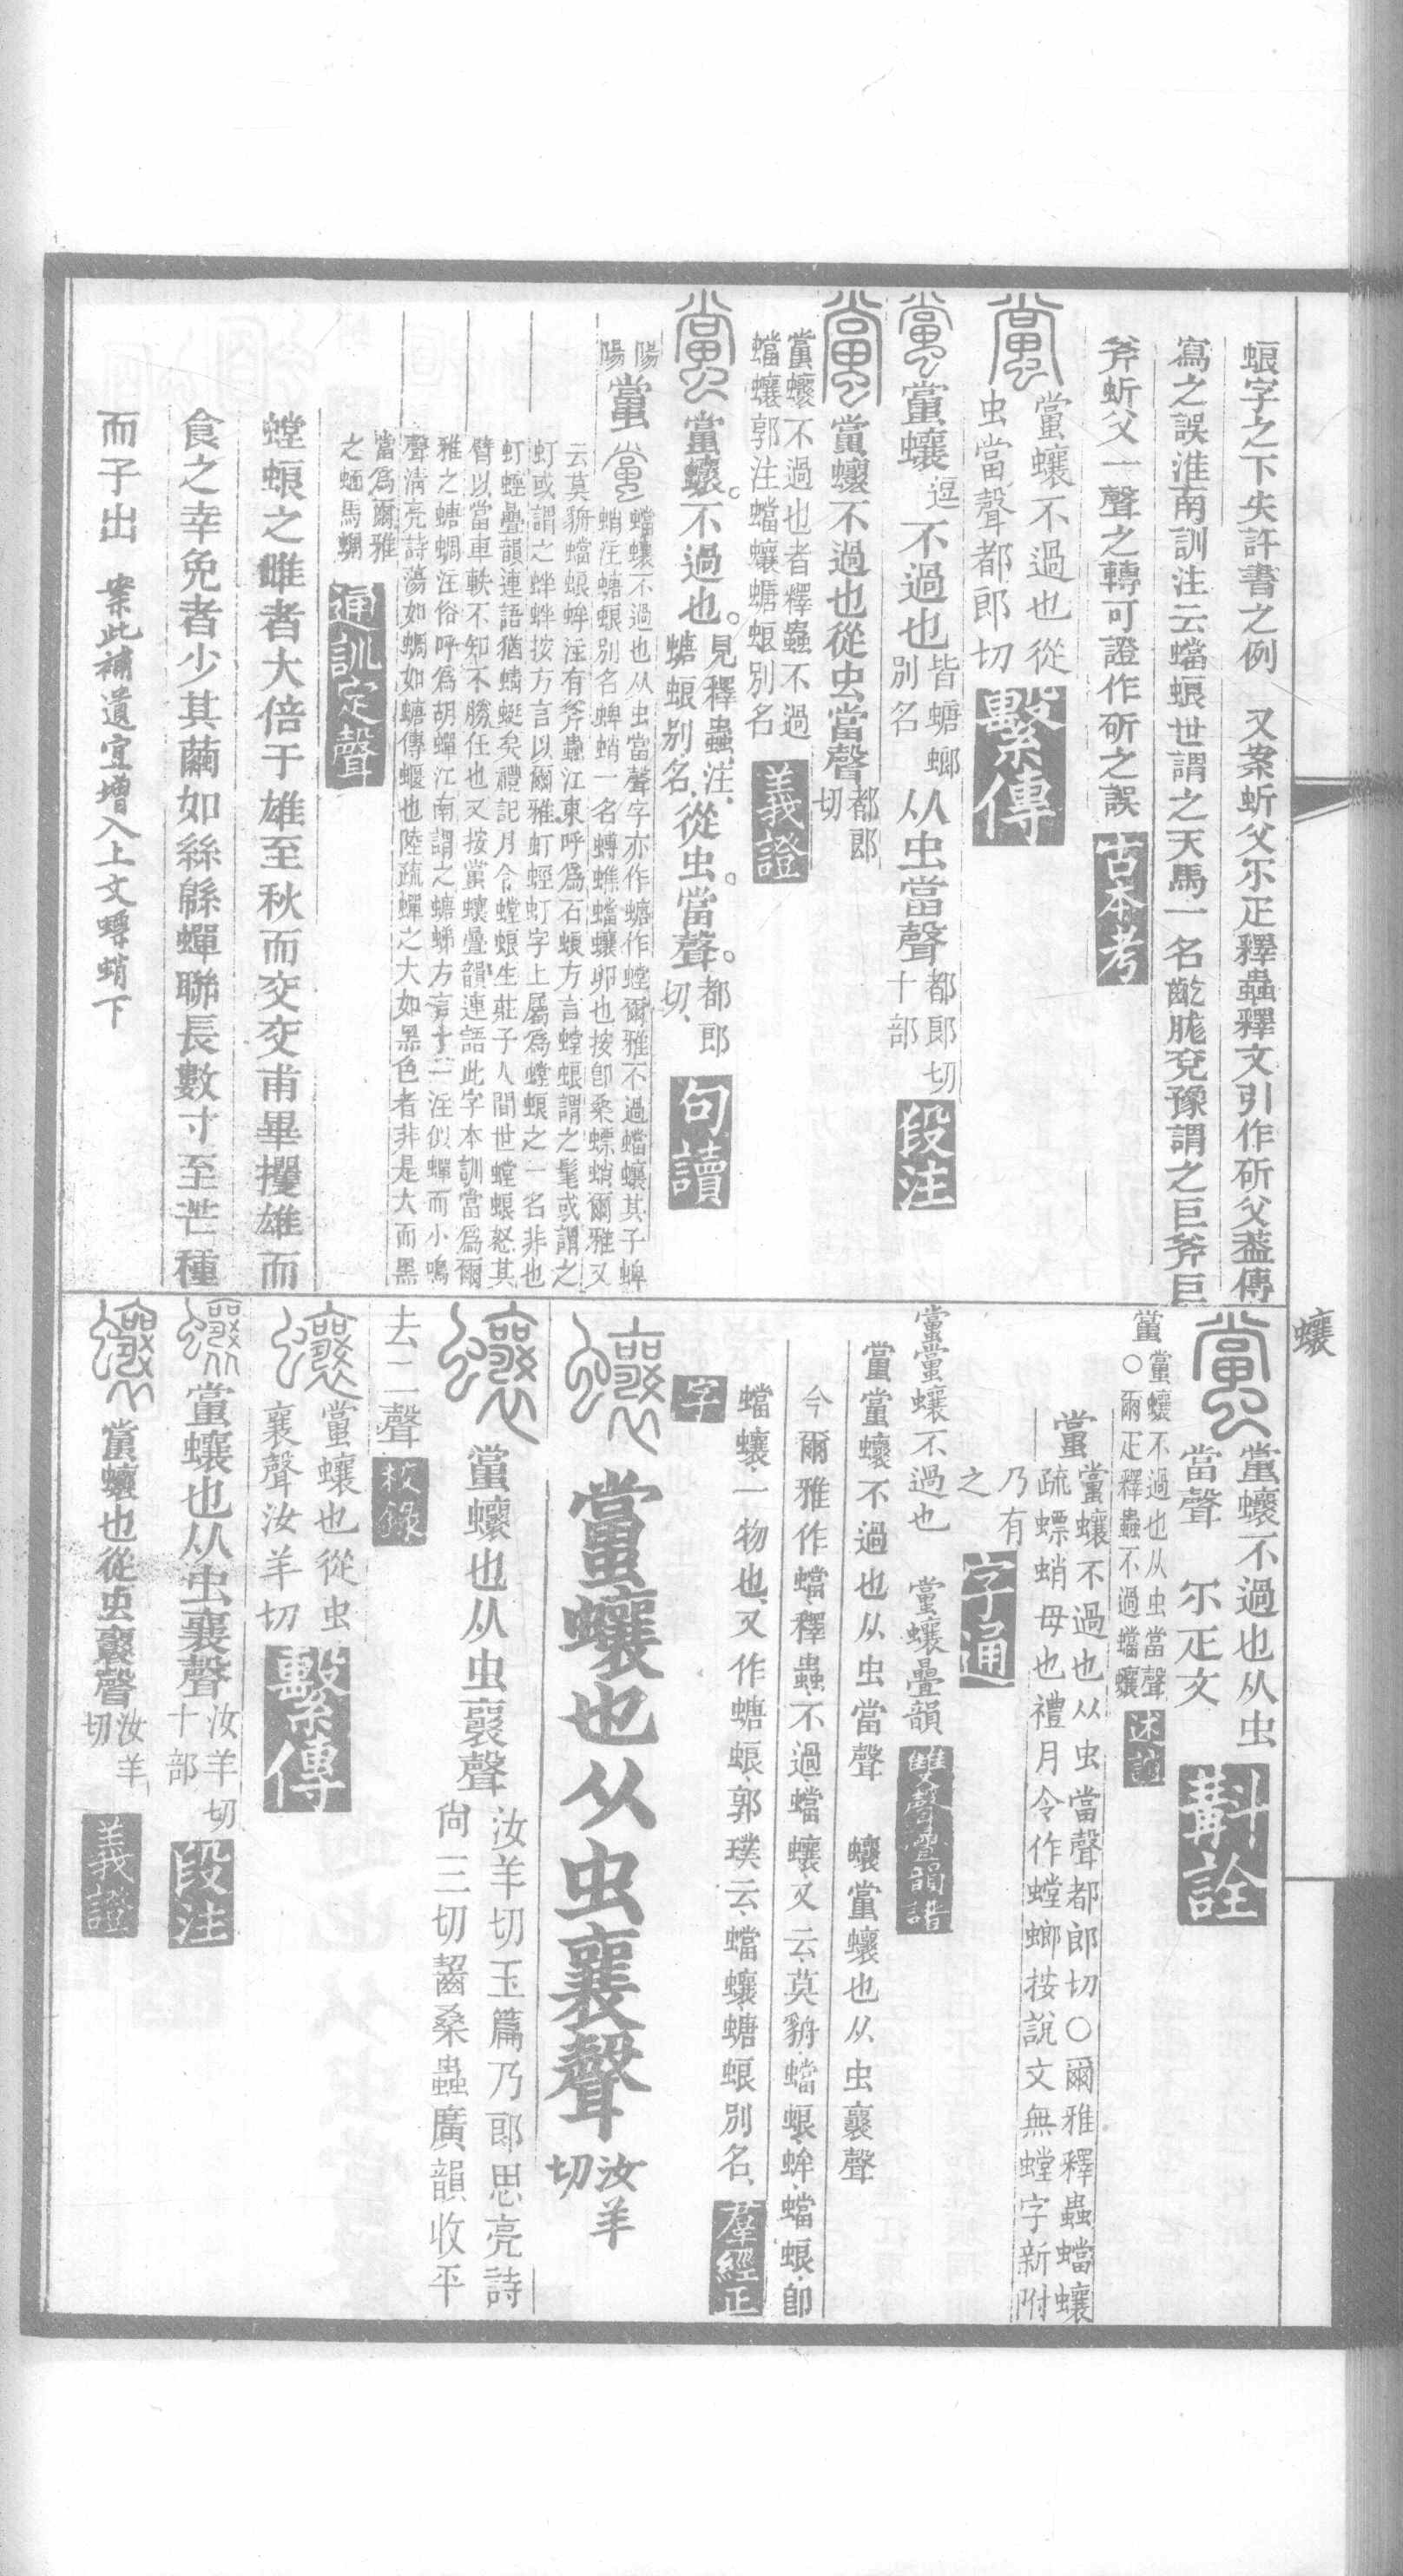 蜋字之下失許書之例　又案蚚父尒疋釋蟲釋文引作斫父葢傳
寫之誤淮南訓注云蟷蜋世謂之天馬一名齕肬兗豫謂之巨斧巨
斧蚚父一聲之轉可證作斫之誤
古本考
蟷蠰不過也從
虫當聲都郎切
繫傳
蟷蠰逗不過也
皆螗螂
別名
从虫當聲
都郎切
十部
段注
蟷蠰不過也從虫當聲
都郎
切
蟷蠰不過也者釋蟲不過
蟷蠰郭注蟷蠰螗蜋別名
義證
蟷蠰。不過也。
見釋蟲注、
螗蜋別名、
從虫。當聲。
都郎
切、
句讀
陽
陽
蟷
蟷蠰不過也从虫當聲字亦作螗作螳爾雅不過蟷蠰其子蜱
蛸注螗蜋別名蜱蛸一名蟳蟭蟷蠰卵也按卽桑螵蛸爾雅又
云莫貈蟷蜋蛑注有斧蟲江東呼爲石蜋方言螳蜋謂之髦或謂之
虰或謂之蛘蛘按方言以爾雅虰蛵虰字上屬爲螳蜋之一名非也
虰蛵疊韻連語猶蜻蜓矣禮記月令螳蜋生莊子人間世螳蜋怒其
臂以當車軼不知不勝任也又按蟷蠰疊韻連語此字本訓當爲爾
雅之螗蜩注俗呼爲胡蟬江南謂之螗蛦方言十一注似蟬而小鳴
聲淸亮詩蕩如蜩如螗傳蝘也陸疏蟬之大如黑色者非是大而黑
當爲爾雅
之蝒馬蜩
通訓定聲
螳蜋之雌者大倍于雄至秋而交交甫畢攫雄而
食之幸免者少其繭如絲緜蟬聯長數寸至芒種
而子出　案此補遺宜增入上文蟳蛸下
蠰
蟷蠰不過也从虫
當聲　尒疋文
斠詮
蟷
蟷蠰不過也从虫當聲
○爾疋釋蟲不過蟷蠰
述誼
蟷
蟷蠰不過也从虫當聲都郎切○爾雅釋蟲蟷蠰
疏螵蛸母也禮月令作螳螂按說文無螳字新附
乃有
之
字通
蟷蟷蠰不過也　蟷蠰疊韻
雙聲疊韻譜
蟷蟷蠰不過也从虫當聲　蠰蟷蠰也从虫襄聲
今爾雅作蟷、釋蟲、不過、蟷蠰、又云、莫貈、蟷蜋、蛑、蟷蜋、卽
蟷蠰、一物也、又作螗蜋、郭璞云、蟷蠰、螗蜋別名、
羣經正
字
蟷蠰也从虫襄聲
汝羊
切
蟷蠰也从虫襄聲
汝羊切玉篇乃郎思亮詩
尙三切齧桑蟲廣韻收平
去二聲
校錄
蟷蠰也從虫
襄聲汝羊切
繫傳
蟷蠰也从虫襄聲
汝羊切
十部
段注
蟷蠰也從虫襄聲
汝羊
切
義證